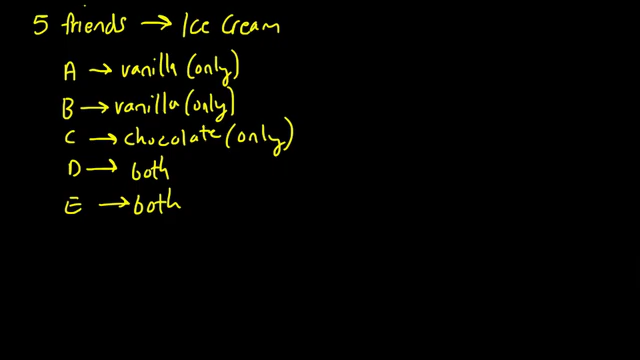 5 friends → Ice Cream
A → vanilla (only)
B → vanilla (only)
C → chocolate (only)
D → both
E → both